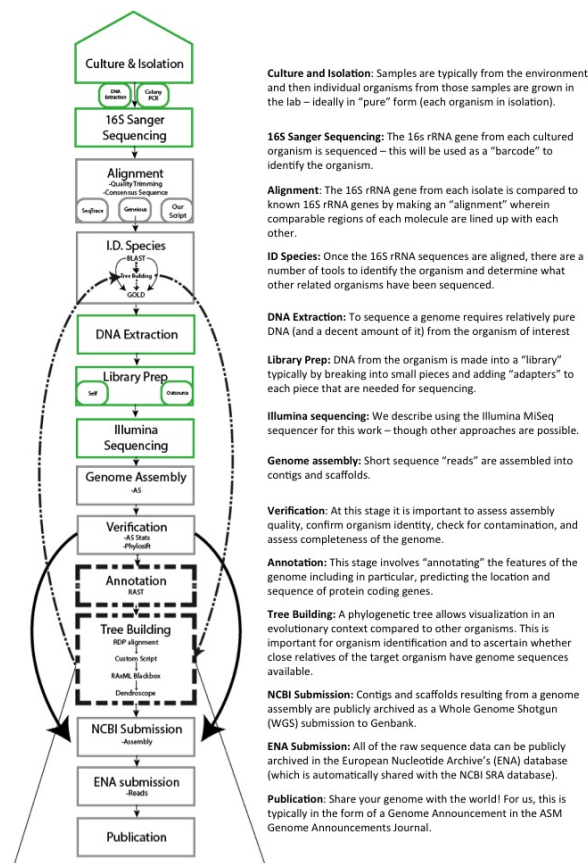 Culture & Isolation
DNA
Extraction
Colony
PCR
16S Sanger
Sequencing
Alignment
-Quality Trimming
-Consensus Sequence
SeqTrace
Geneious
Our
Script
I.D. Species
BLAST
Tree Building
GOLD
DNA Extraction
Library Prep
Self
Outsource
Illumina
Sequencing
Genome Assembly
-A5
Verification
-A5 Stats
-Phylosift
Annotation
RAST
Tree Building
RDP alignment
Custom Script
RAxML Blackbox
Dendroscope
NCBI Submission
-Assembly
ENA submission
-Reads
Publication
Culture and Isolation: Samples are typically from the environment
and then individual organisms from those samples are grown in
the lab – ideally in “pure” form (each organism in isolation).
16S Sanger Sequencing: The 16s rRNA gene from each cultured
organism is sequenced – this will be used as a “barcode” to
identify the organism.
Alignment: The 16S rRNA gene from each isolate is compared to
known 16S rRNA genes by making an “alignment” wherein
comparable regions of each molecule are lined up with each
other.
ID Species: Once the 16S rRNA sequences are aligned, there are a
number of tools to identify the organism and determine what
other related organisms have been sequenced.
DNA Extraction: To sequence a genome requires relatively pure
DNA (and a decent amount of it) from the organism of interest
Library Prep: DNA from the organism is made into a “library”
typically by breaking into small pieces and adding “adapters” to
each piece that are needed for sequencing.
Illumina sequencing: We describe using the Illumina MiSeq
sequencer for this work – though other approaches are possible.
Genome assembly: Short sequence “reads” are assembled into
contigs and scaffolds.
Verification: At this stage it is important to assess assembly
quality, confirm organism identity, check for contamination, and
assess completeness of the genome.
Annotation: This stage involves “annotating” the features of the
genome including in particular, predicting the location and
sequence of protein coding genes.
Tree Building: A phylogenetic tree allows visualization in an
evolutionary context compared to other organisms. This is
important for organism identification and to ascertain whether
close relatives of the target organism have genome sequences
available.
NCBI Submission: Contigs and scaffolds resulting from a genome
assembly are publicly archived as a Whole Genome Shotgun
(WGS) submission to Genbank.
ENA Submission: All of the raw sequence data can be publicly
archived in the European Nucleotide Archive’s (ENA) database
(which is automatically shared with the NCBI SRA database).
Publication: Share your genome with the world! For us, this is
typically in the form of a Genome Announcement in the ASM
Genome Announcements Journal.